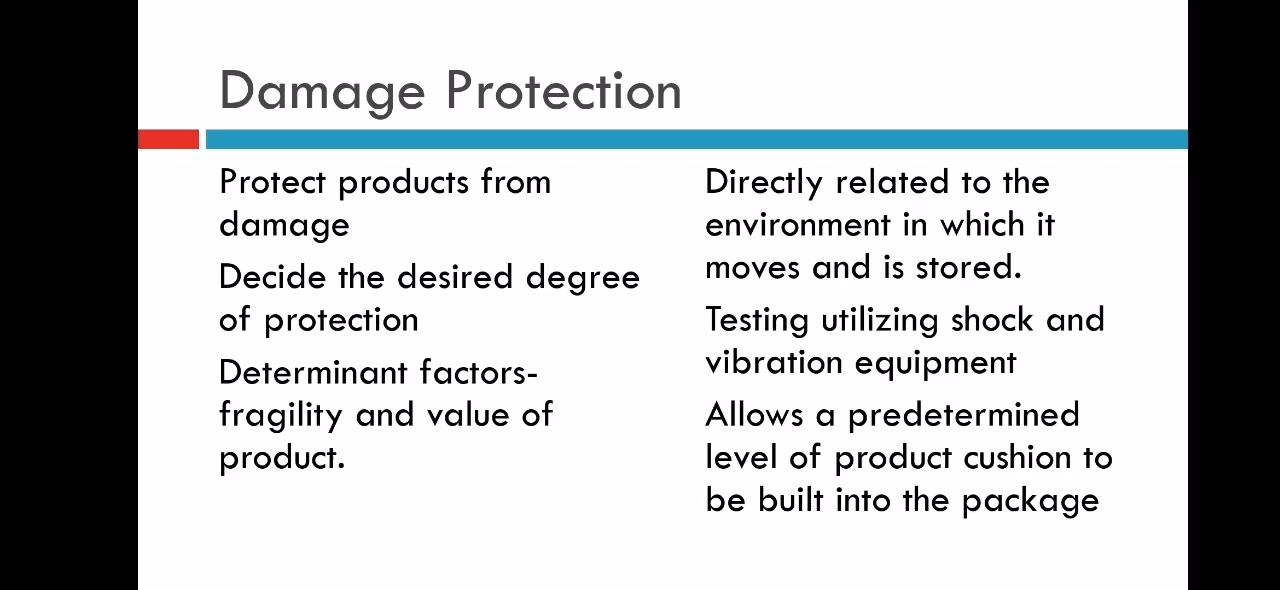 Damage Protection
Protect products from
damage
Decide the desired degree
of protection
Determinant factors-
fragility and value of
product.
Directly related to the
environment in which it
moves and is stored.
Testing utilizing shock and
vibration equipment
Allows a predetermined
level of product cushion to
be built into the package